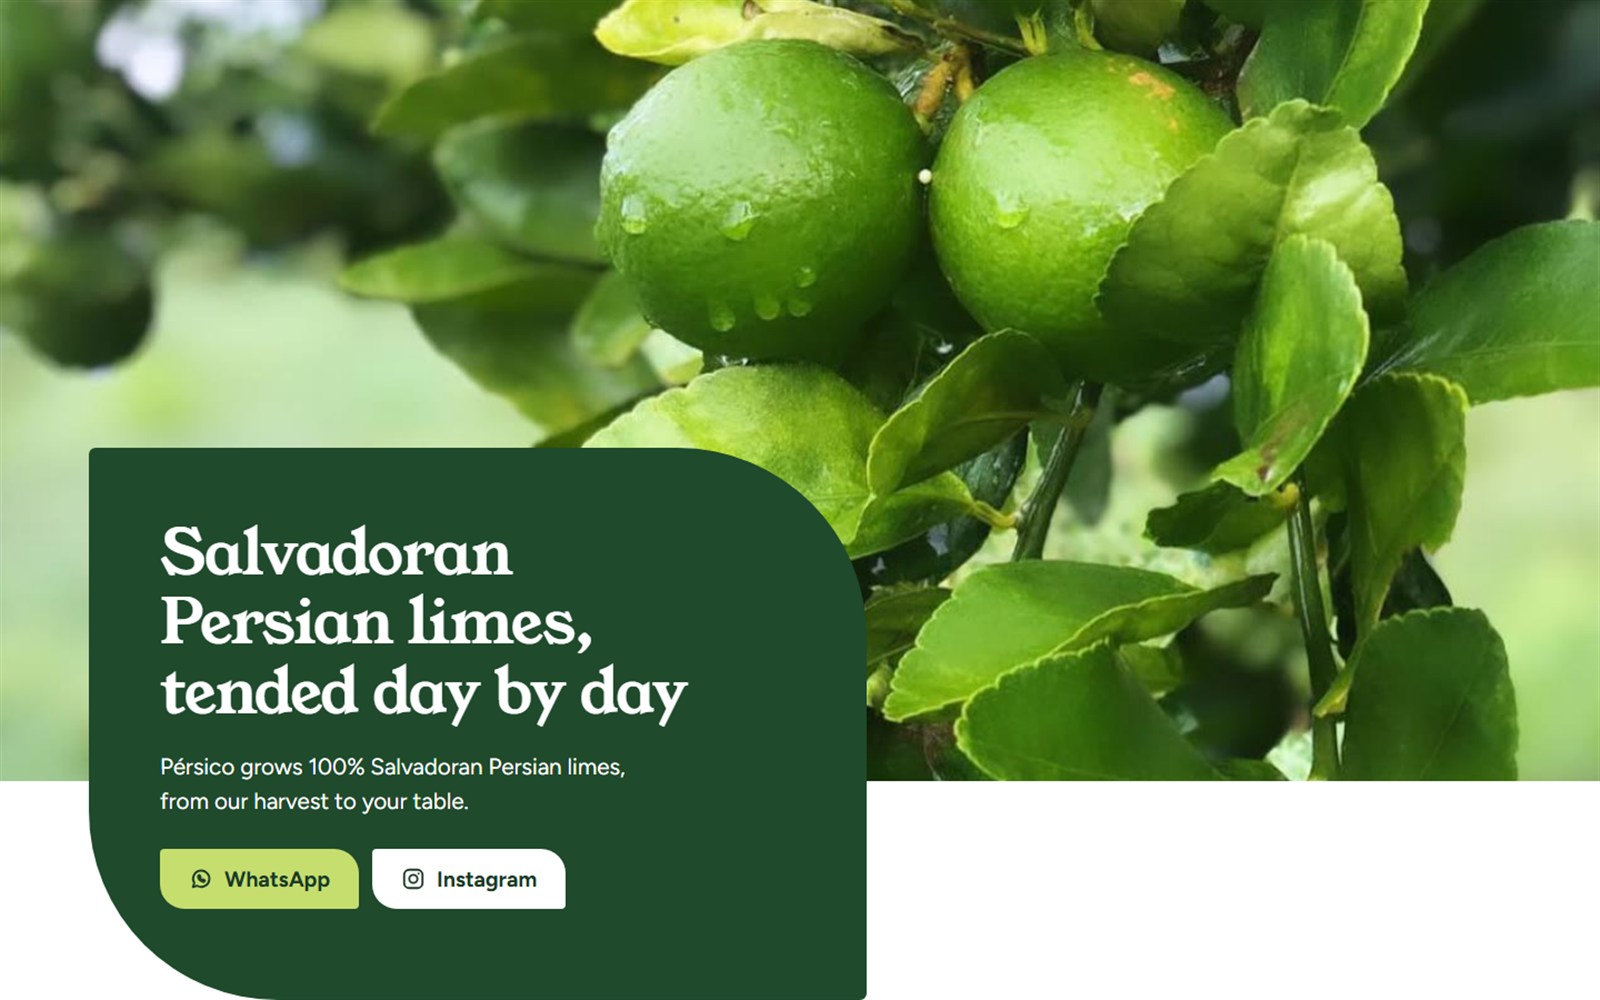 Salvadoran
Persian limes,
tended day by day
Pérsico grows 100% Salvadoran Persian limes,
from our harvest to your table.
WhatsApp
Instagram